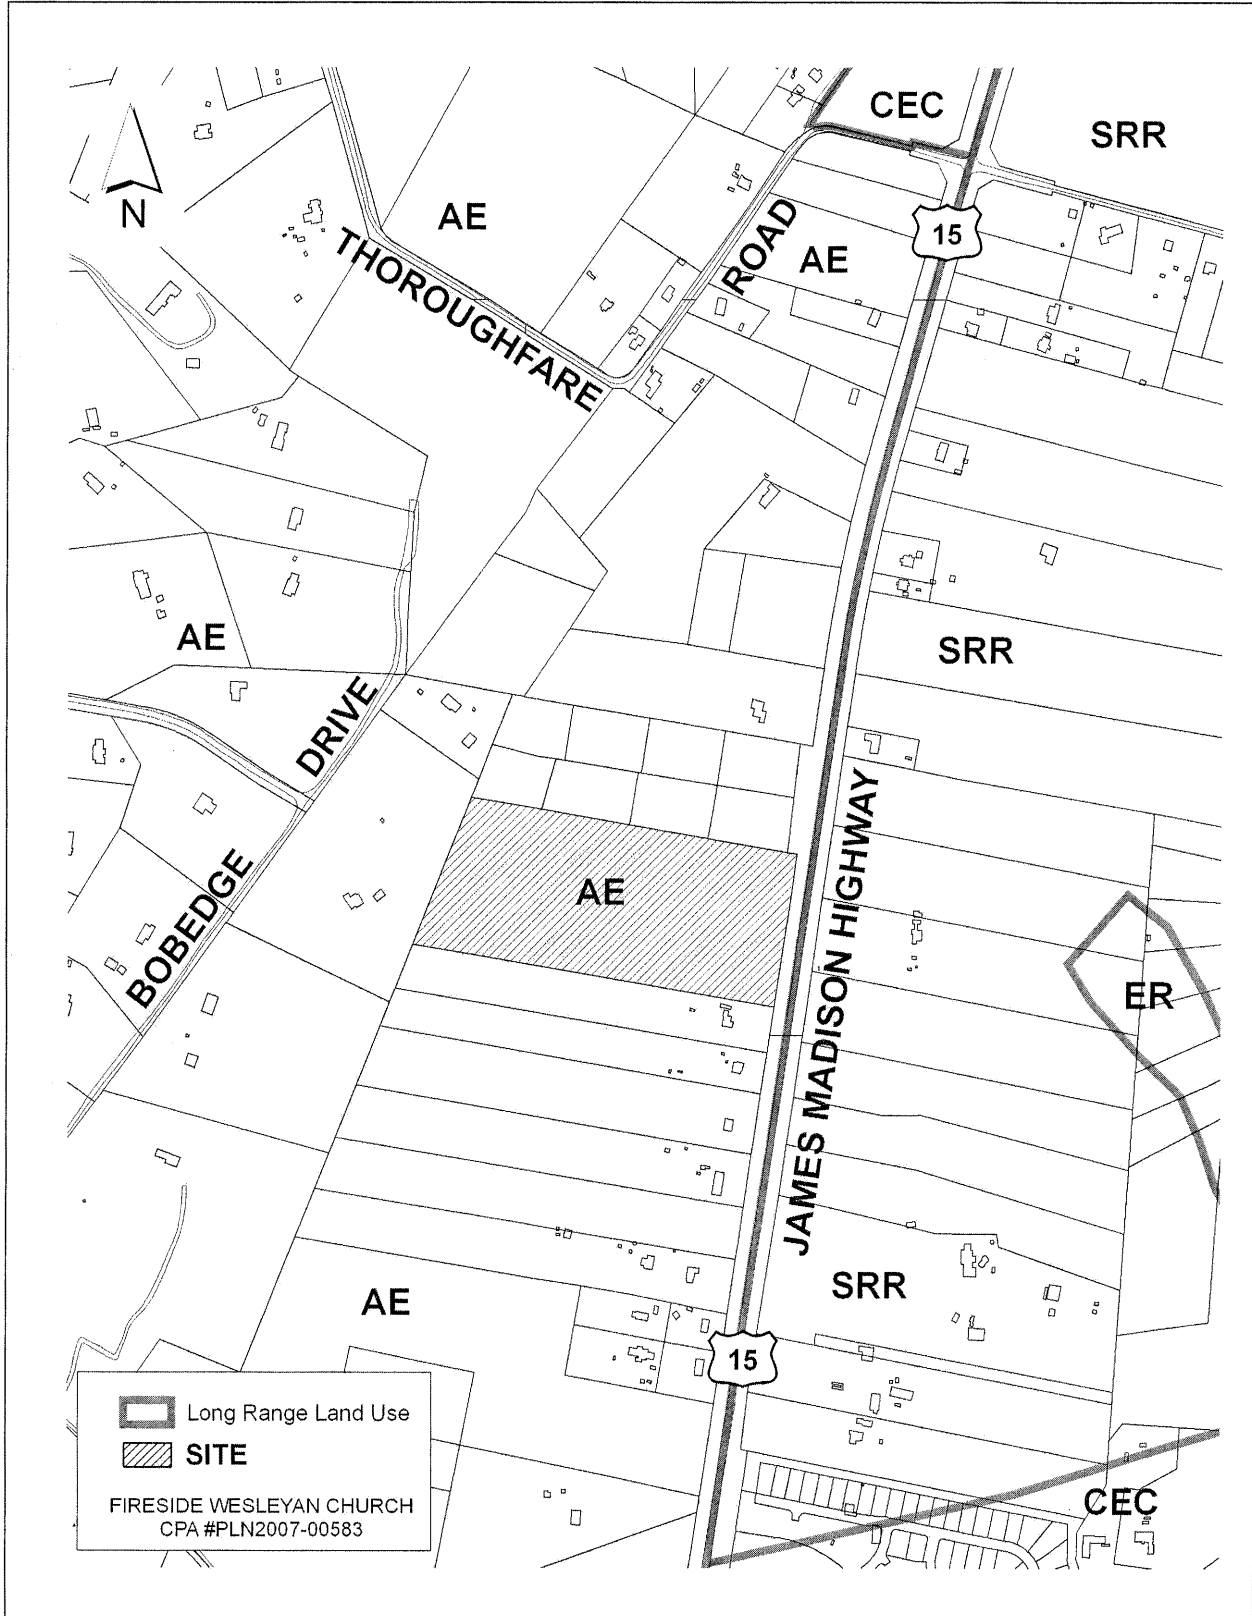 CEC
SRR
N
AE
15
THOROUGHFARE
ROAD
AE
AE
SRR
BOBEDGE
DRIVE
AE
JAMES MADISON HIGHWAY
ER
AE
SRR
15
CEC
Long Range Land Use
SITE
FIRESIDE WESLEYAN CHURCH
CPA #PLN2007-00583